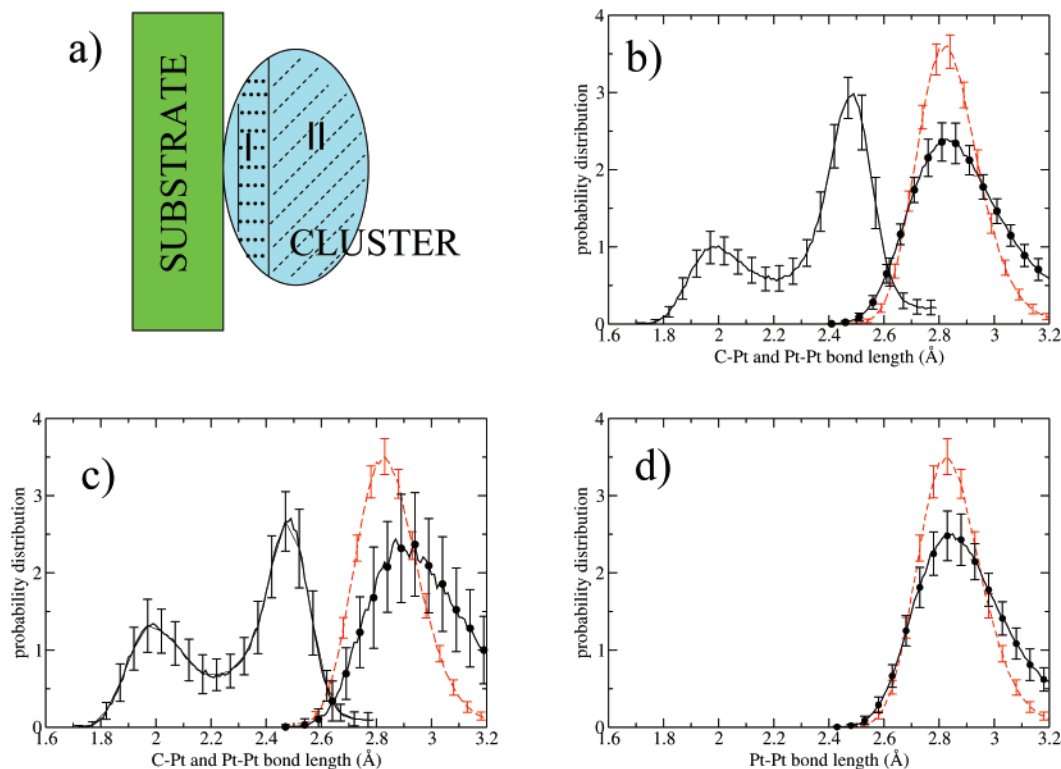 a)
SUBSTRATE
I
II
CLUSTER
b)
probability distribution
4
3
2
1
0
1.6 1.8 2 2.2 2.4 2.6 2.8 3 3.2
C-Pt and Pt-Pt bond length (Å)
c)
probability distribution
4
3
2
1
0
1.6 1.8 2 2.2 2.4 2.6 2.8 3 3.2
C-Pt and Pt-Pt bond length (Å)
d)
probability distribution
4
3
2
1
0
1.6 1.8 2 2.2 2.4 2.6 2.8 3 3.2
Pt-Pt bond length (Å)